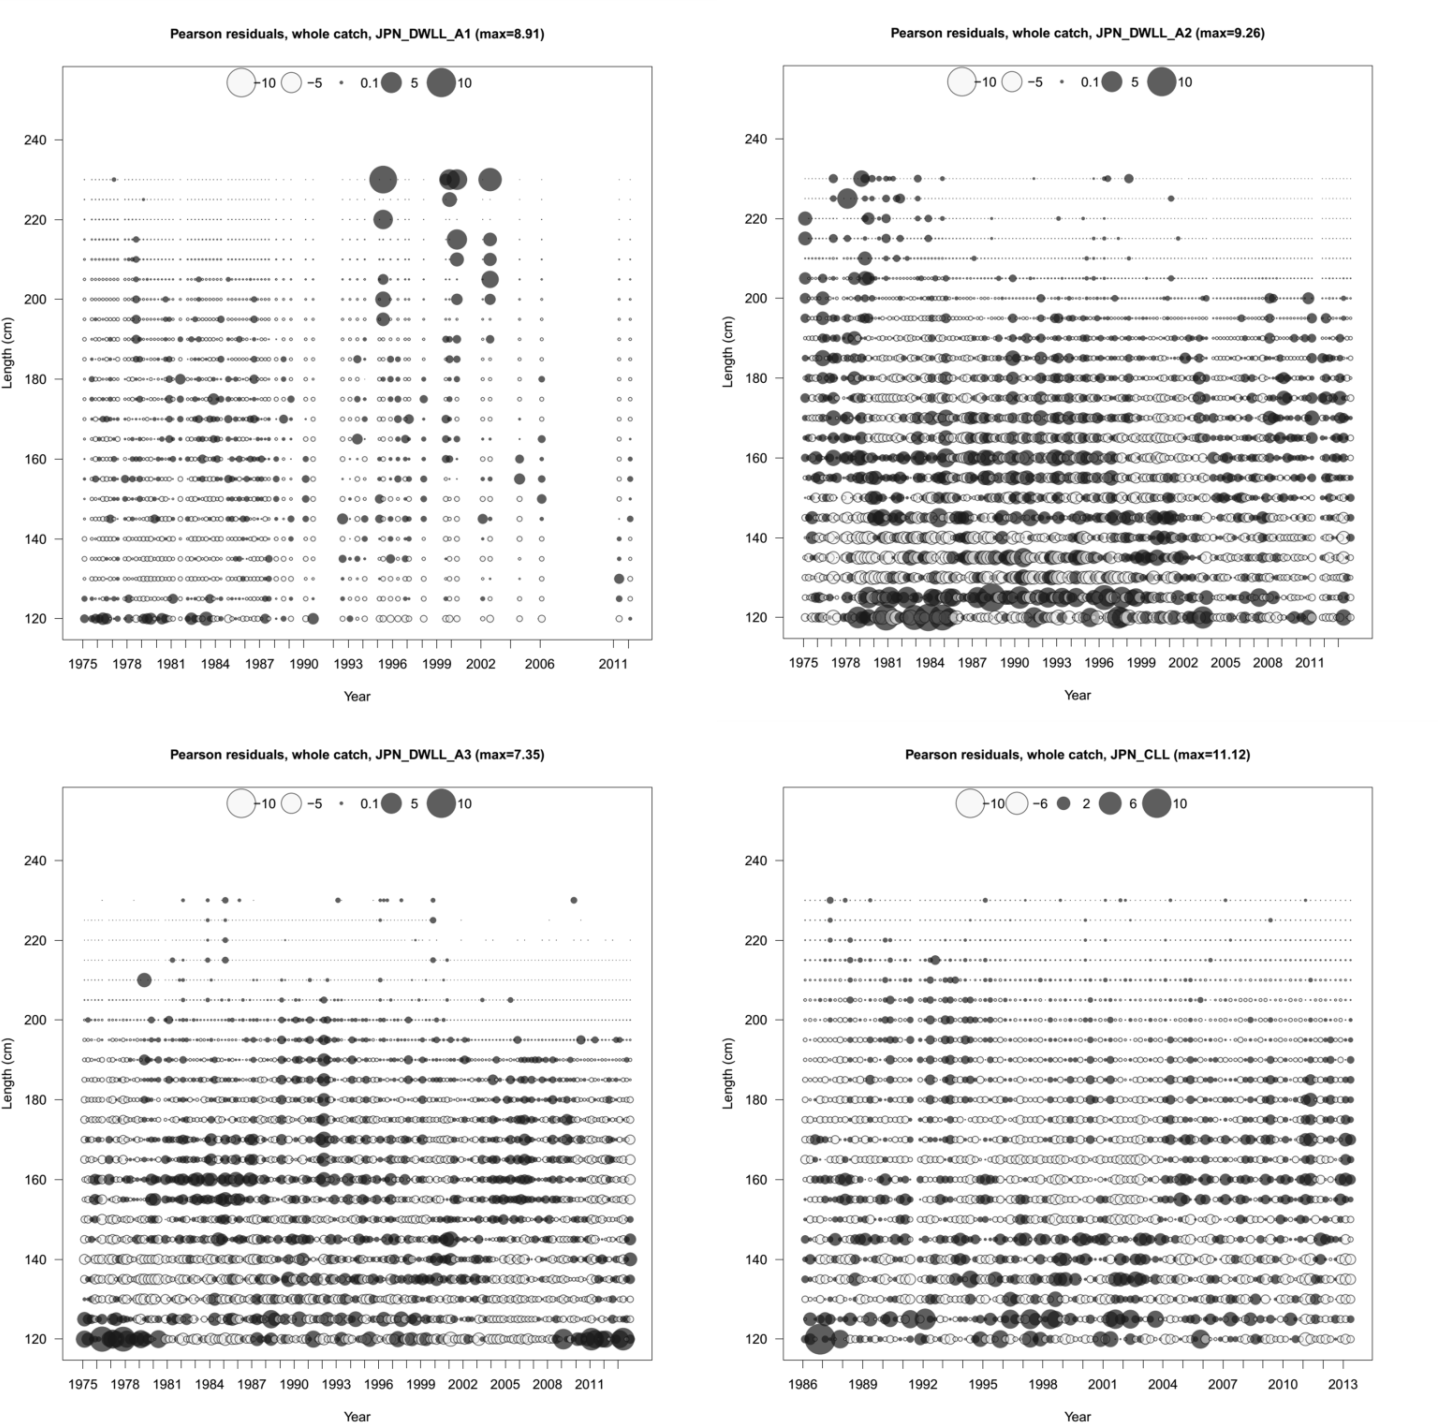 Pearson residuals, whole catch, JPN_DWLL_A1 (max=8.91)
−10 −5 0.1 5 10
Length (cm)
240
220
200
180
160
140
120
1975 1978 1981 1984 1987 1990 1993 1996 1999 2002 2006 2011
Year
Pearson residuals, whole catch, JPN_DWLL_A2 (max=9.26)
−10 −5 0.1 5 10
Length (cm)
240
220
200
180
160
140
120
1975 1978 1981 1984 1987 1990 1993 1996 1999 2002 2005 2008 2011
Year
Pearson residuals, whole catch, JPN_DWLL_A3 (max=7.35)
−10 −5 0.1 5 10
Length (cm)
240
220
200
180
160
140
120
1975 1978 1981 1984 1987 1990 1993 1996 1999 2002 2005 2008 2011
Year
Pearson residuals, whole catch, JPN_CLL (max=11.12)
−10 −6 2 6 10
Length (cm)
240
220
200
180
160
140
120
1986 1989 1992 1995 1998 2001 2004 2007 2010 2013
Year